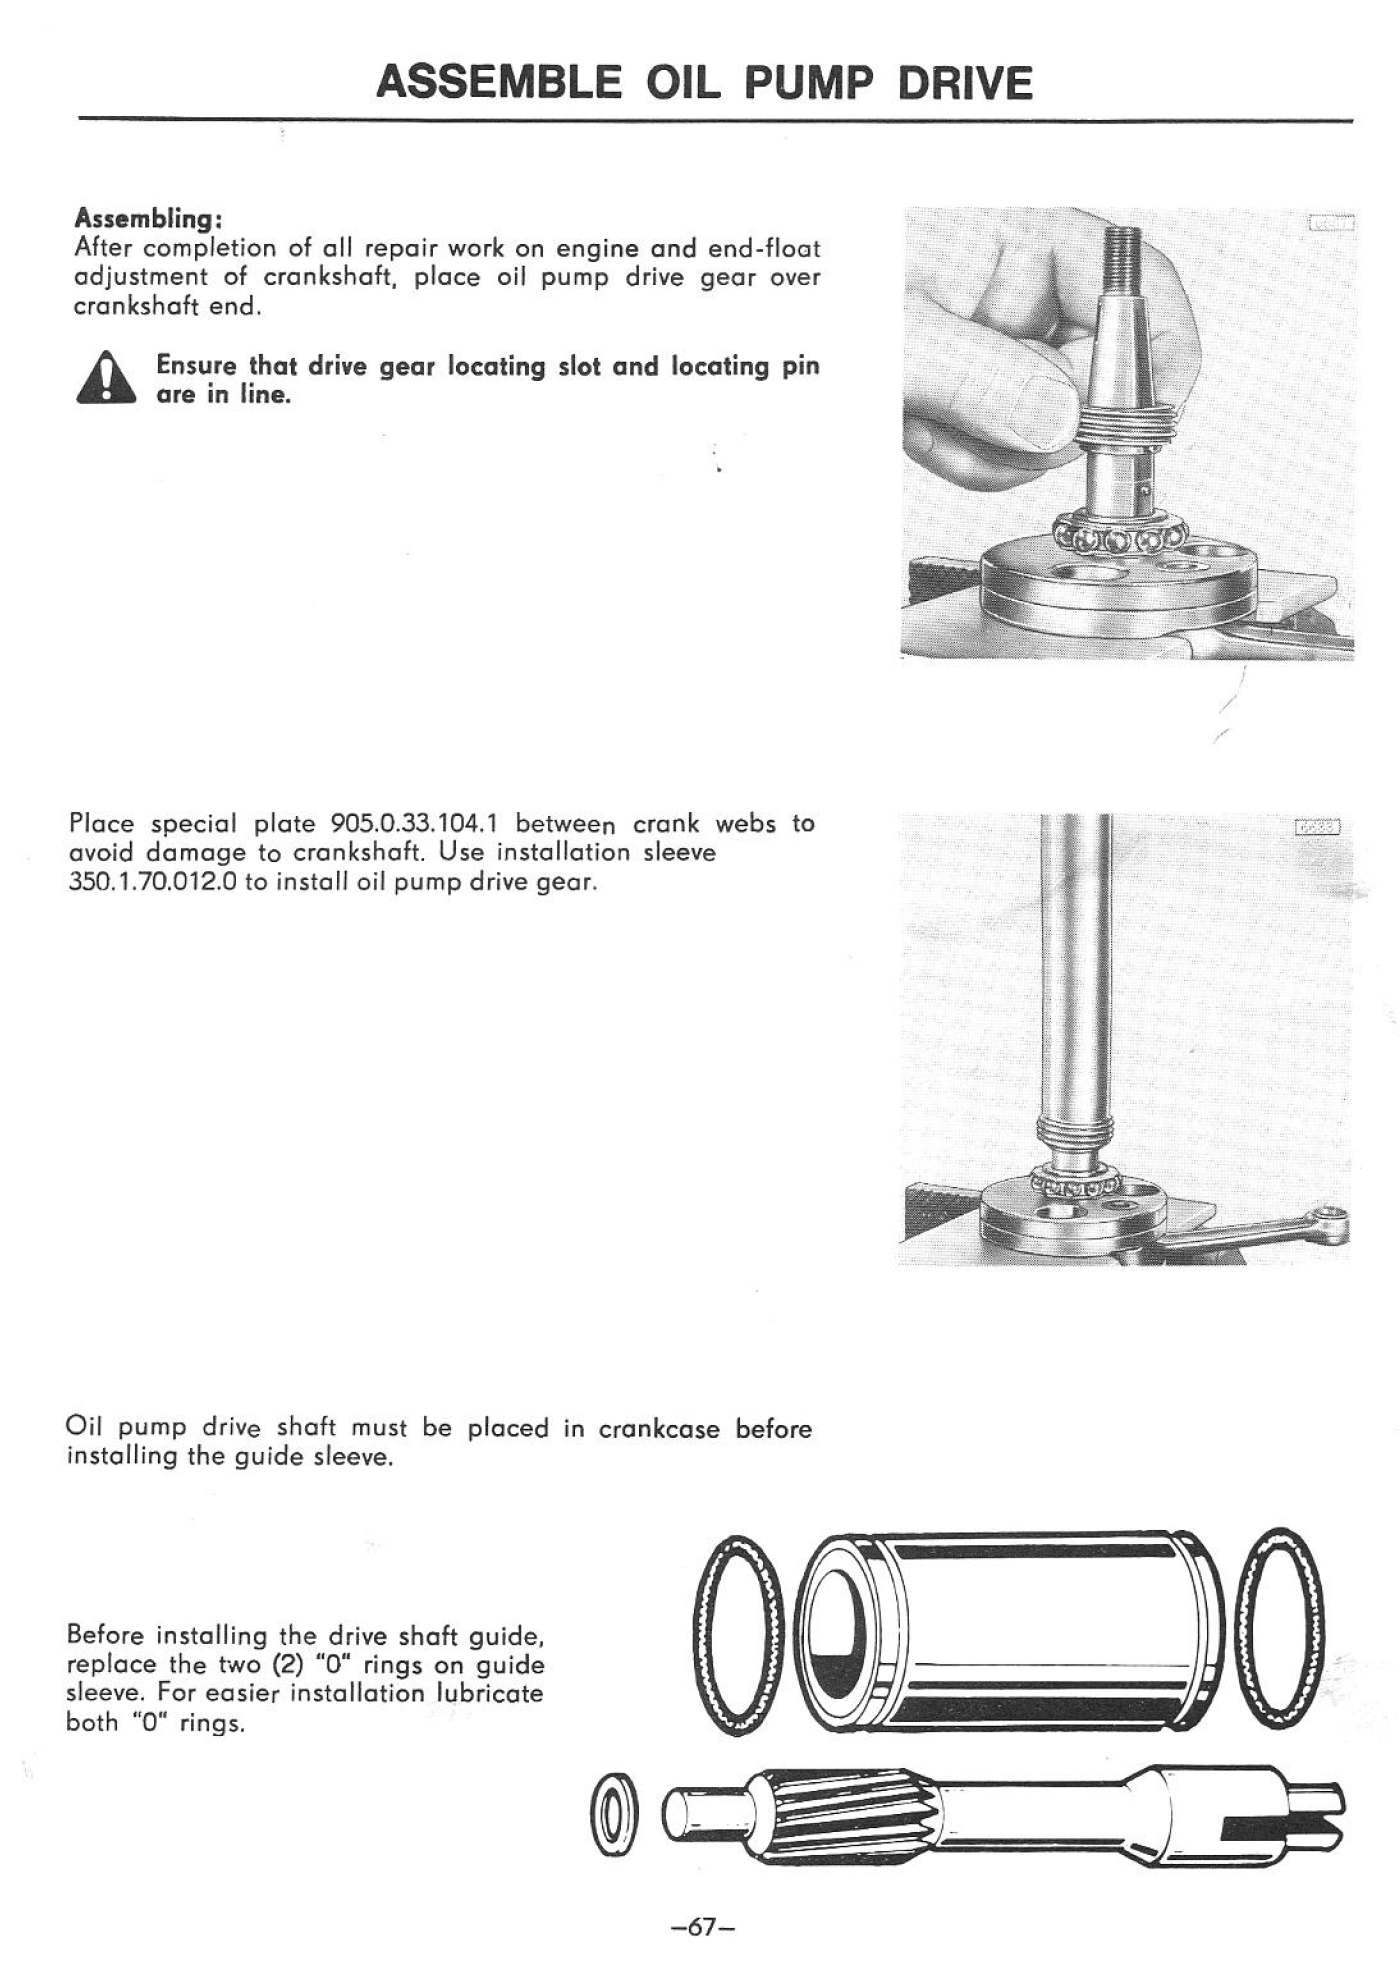 ASSEMBLE OIL PUMP DRIVE
Assembling:
After completion of all repair work on engine and end-float
adjustment of crankshaft, place oil pump drive gear over
crankshaft end.
Ensure that drive gear locating slot and locating pin
are in line.
Place special plate 905.0.33.104.1 between crank webs to
avoid damage to crankshaft. Use installation sleeve
350.1.70.012.0 to install oil pump drive gear.
Oil pump drive shaft must be placed in crankcase before
installing the guide sleeve.
Before installing the drive shaft guide,
replace the two (2) "0" rings on guide
sleeve. For easier installation lubricate
both "0" rings.
—67—